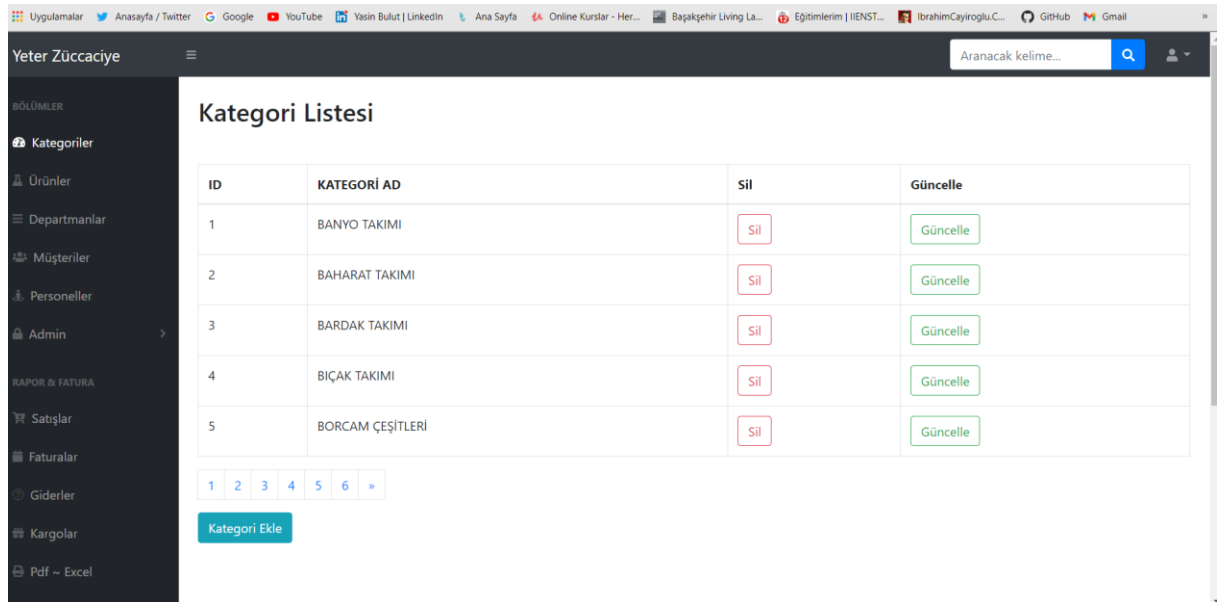 Uygulamalar Anasayfa / Twitter Google YouTube Yasin Bulut | LinkedIn Ana Sayfa Online Kurslar - Her... Başakşehir Living La... Eğitimlerim | IIENST... IbrahimCayiroglu.C... GitHub Gmail »
Yeter Züccaciye
Aranacak kelime...
BÖLÜMLER
Kategoriler
Ürünler
Departmanlar
Müşteriler
Personeller
Admin
RAPOR & FATURA
Satışlar
Faturalar
Giderler
Kargolar
Pdf ~ Excel
Kategori Listesi
ID KATEGORİ AD Sil Güncelle
1 BANYO TAKIMI Sil Güncelle
2 BAHARAT TAKIMI Sil Güncelle
3 BARDAK TAKIMI Sil Güncelle
4 BIÇAK TAKIMI Sil Güncelle
5 BORCAM ÇEŞİTLERİ Sil Güncelle
1 2 3 4 5 6 »
Kategori Ekle